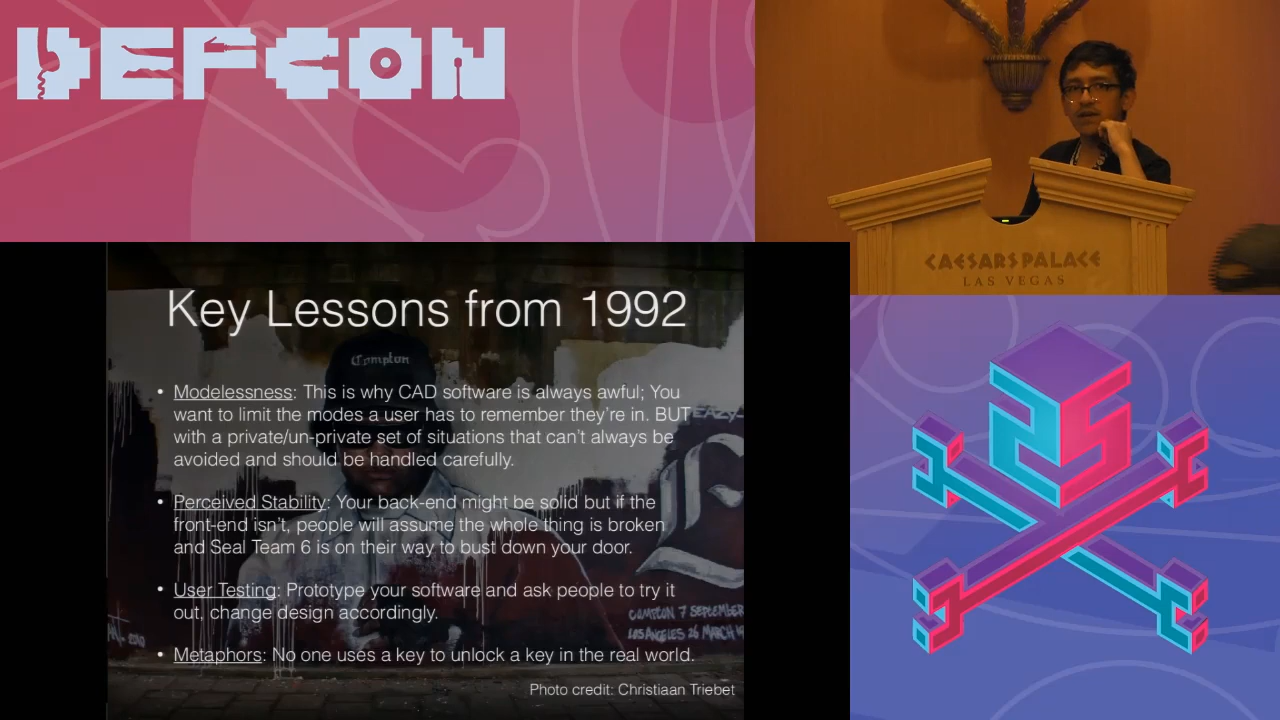 DEFCON
CAESARS PALACE
LAS VEGAS
Key Lessons from 1992
Compton
• Modelessness: This is why CAD software is always awful; You
want to limit the modes a user has to remember they're in. BUT
with a private/un-private set of situations that can't always be
avoided and should be handled carefully.
EAZY-
E
• Perceived Stability: Your back-end might be solid but if the
front-end isn't, people will assume the whole thing is broken
and Seal Team 6 is on their way to bust down your door.
• User Testing: Prototype your software and ask people to try it
out, change design accordingly.
COMPTON 7 SEPTEMBER
LOS ANGELES 26 MARCH
• Metaphors: No one uses a key to unlock a key in the real world.
Photo credit: Christiaan Triebet
25